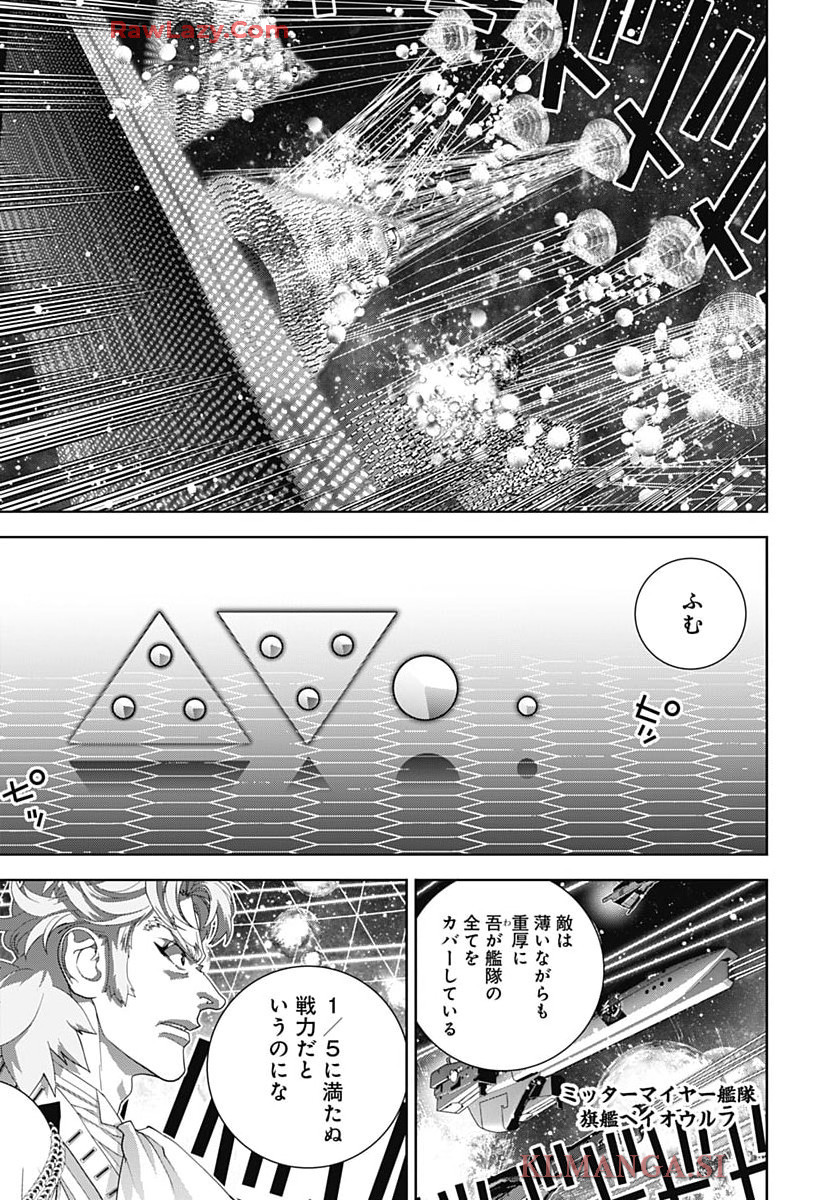 RawLazy.Com
ふむ
ピッ
ピッ
敵は
薄いながらも
重厚に
吾が艦隊の
わ
全てを
カバーしている
ミッターマイヤー艦隊
旗艦ベイオウルフ
1/5に満たぬ
戦力だと
いうのにな
KLMANGA.SI